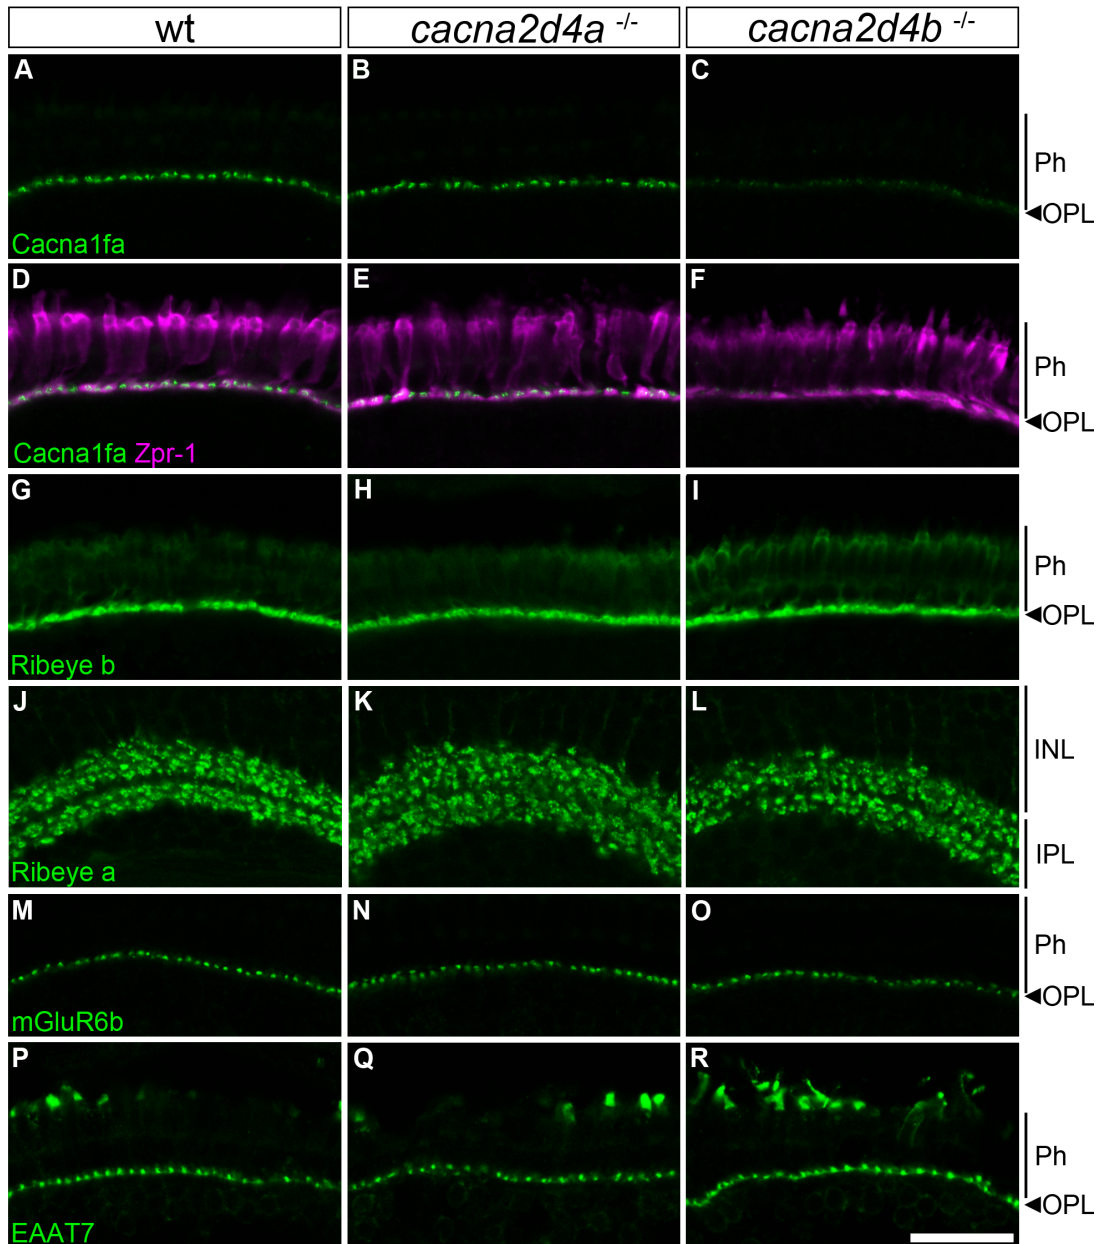 wt
cacna2d4a -/-
cacna2d4b -/-
A
B
C
Ph
◄OPL
Cacna1fa
D
E
F
Ph
◄OPL
Cacna1fa Zpr-1
G
H
I
Ph
◄OPL
Ribeye b
J
K
L
INL
IPL
Ribeye a
M
N
O
Ph
◄OPL
mGluR6b
P
Q
R
Ph
◄OPL
EAAT7